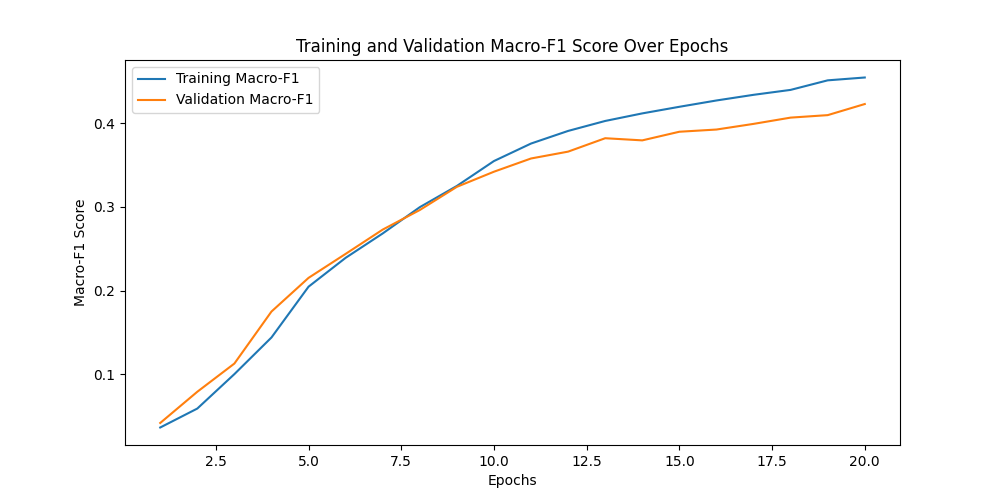 Training and Validation Macro-F1 Score Over Epochs
Training Macro-F1
Validation Macro-F1
Macro-F1 Score
0.4
0.3
0.2
0.1
2.5 5.0 7.5 10.0 12.5 15.0 17.5 20.0
Epochs